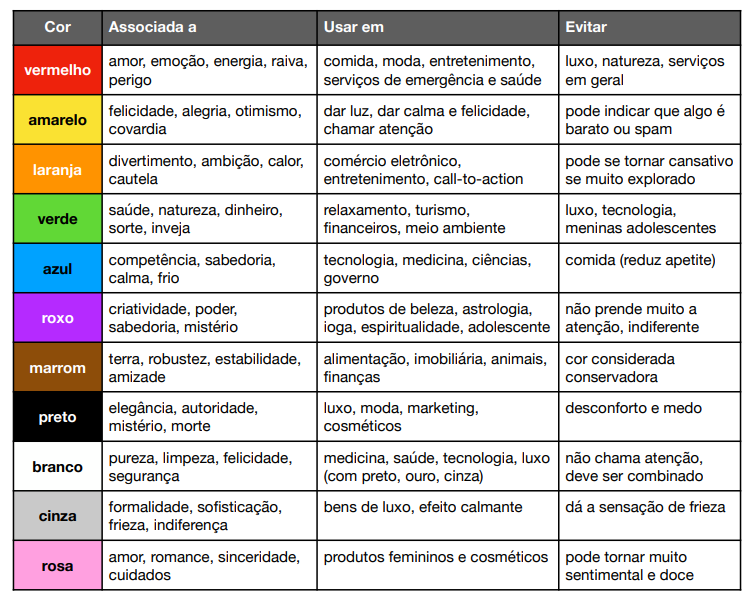 Cor Associada a Usar em Evitar
vermelho amor, emoção, energia, raiva, perigo comida, moda, entretenimento, serviços de emergência e saúde luxo, natureza, serviços em geral
amarelo felicidade, alegria, otimismo, covardia dar luz, dar calma e felicidade, chamar atenção pode indicar que algo é barato ou spam
laranja divertimento, ambição, calor, cautela comércio eletrônico, entretenimento, call-to-action pode se tornar cansativo se muito explorado
verde saúde, natureza, dinheiro, sorte, inveja relaxamento, turismo, financeiros, meio ambiente luxo, tecnologia, meninas adolescentes
azul competência, sabedoria, calma, frio tecnologia, medicina, ciências, governo comida (reduz apetite)
roxo criatividade, poder, sabedoria, mistério produtos de beleza, astrologia, ioga, espiritualidade, adolescente não prende muito a atenção, indiferente
marrom terra, robustez, estabilidade, amizade alimentação, imobiliária, animais, finanças cor considerada conservadora
preto elegância, autoridade, mistério, morte luxo, moda, marketing, cosméticos desconforto e medo
branco pureza, limpeza, felicidade, segurança medicina, saúde, tecnologia, luxo (com preto, ouro, cinza) não chama atenção, deve ser combinado
cinza formalidade, sofisticação, frieza, indiferença bens de luxo, efeito calmante dá a sensação de frieza
rosa amor, romance, sinceridade, cuidados produtos femininos e cosméticos pode tornar muito sentimental e doce